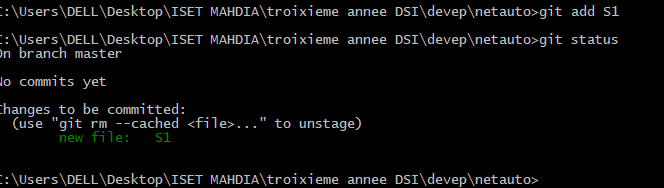 C:\Users\DELL\Desktop\ISET MAHDIA\troixieme annee DSI\devep\netauto>git add S1
C:\Users\DELL\Desktop\ISET MAHDIA\troixieme annee DSI\devep\netauto>git status
On branch master
No commits yet
Changes to be committed:
(use "git rm --cached <file>..." to unstage)
new file: S1
C:\Users\DELL\Desktop\ISET MAHDIA\troixieme annee DSI\devep\netauto>